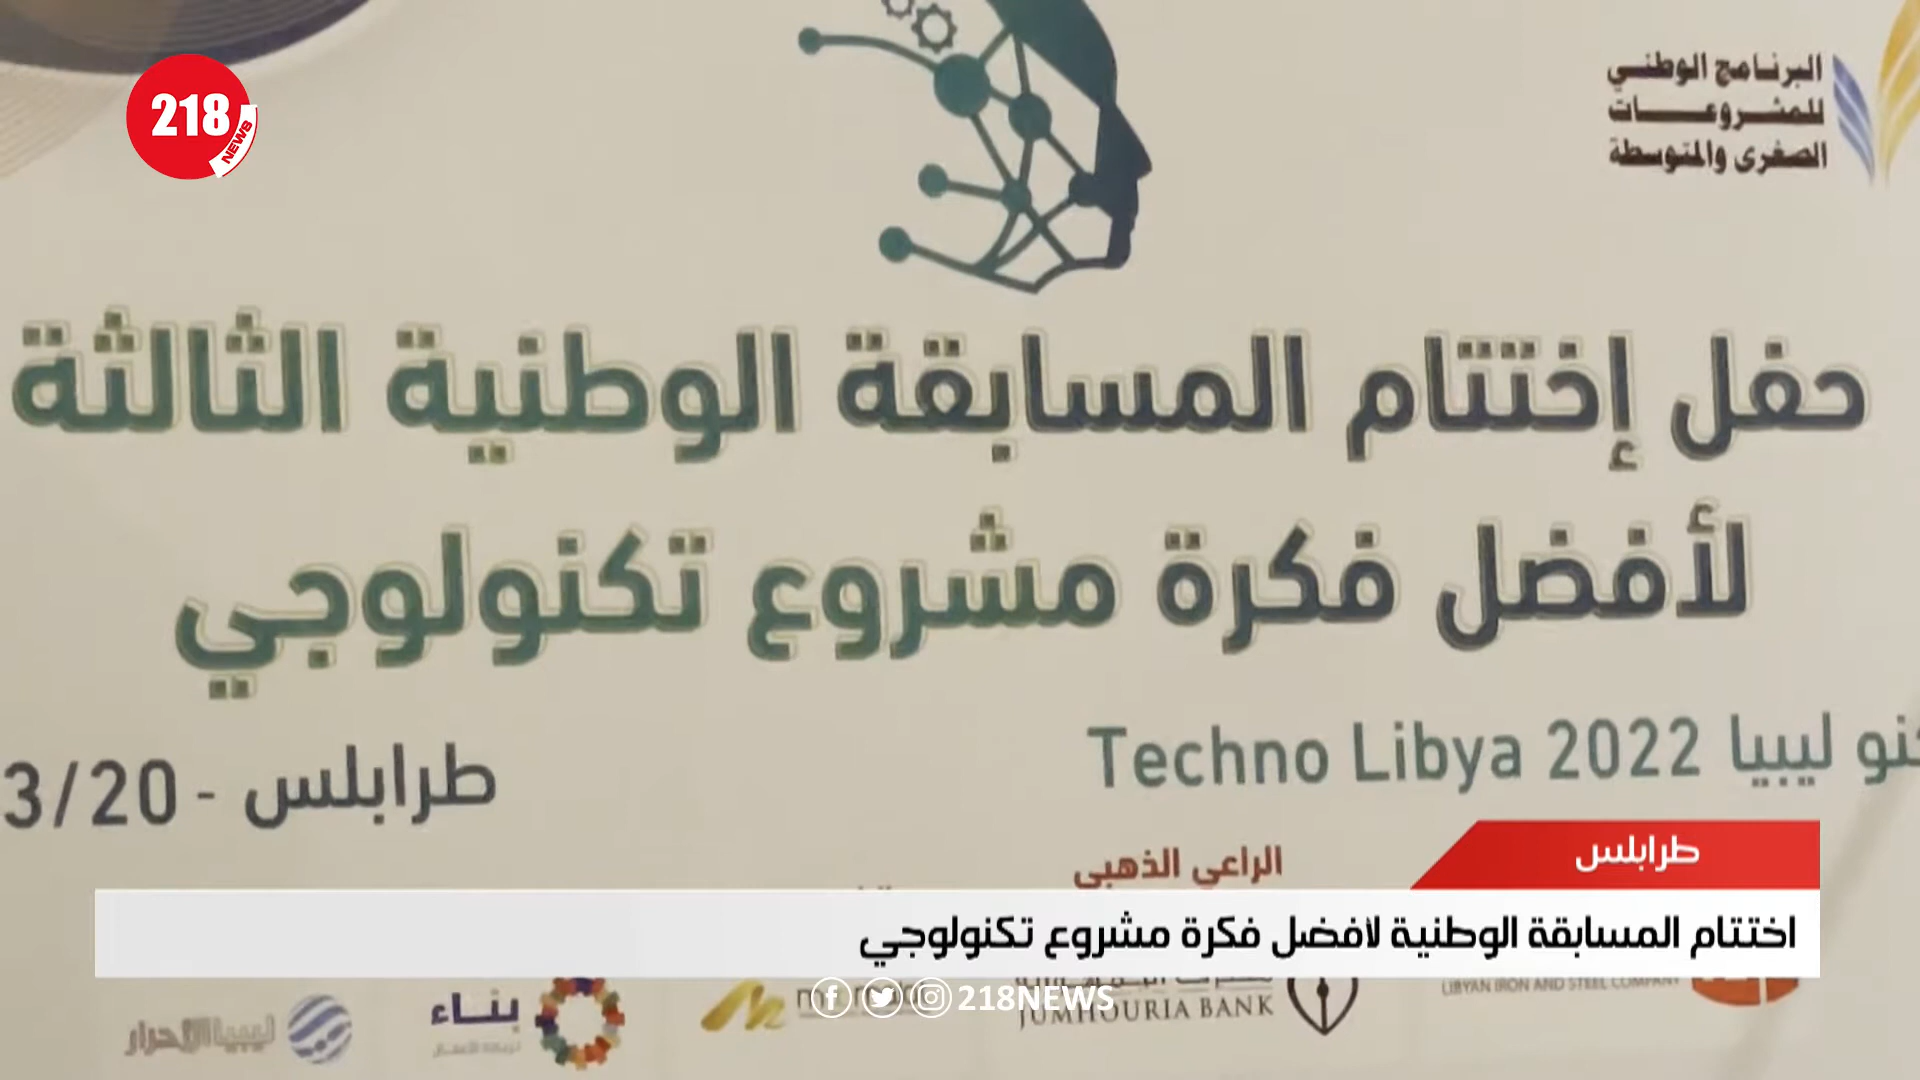 218
NEWS
البرنامج الوطني
للمشروعات
الصغرى والمتوسطة
حفل إختتام المسابقة الوطنية الثالثة
لأفضل فكرة مشروع تكنولوجي
نو ليبيا Techno Libya 2022
طرابلس - 3/20
الراعي الذهبي
طرابلس
اختتام المسابقة الوطنية لافضل فكرة مشروع تكنولوجي
LIBYAN IRON AND STEEL COMPANY
JUMHOURIA BANK
218NEWS
بناء
ليبيا الأحرار